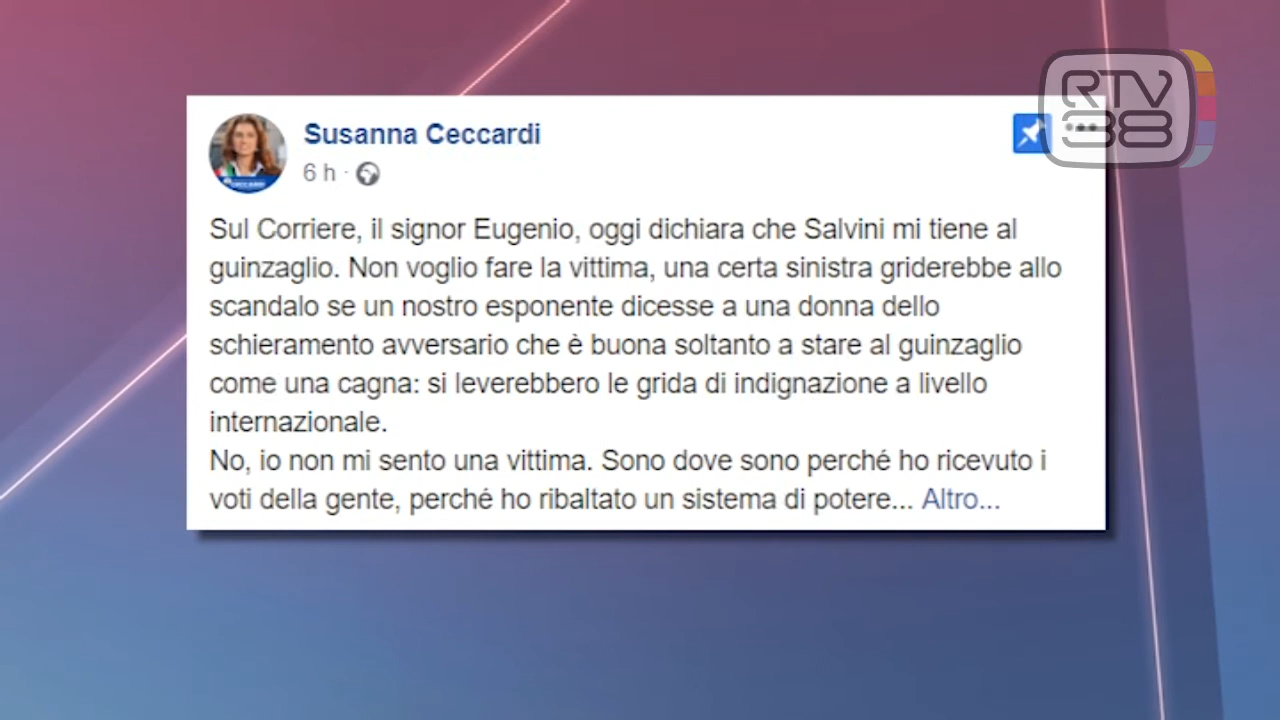 RTV
38
Susanna Ceccardi
6 h ·
Sul Corriere, il signor Eugenio, oggi dichiara che Salvini mi tiene al
guinzaglio. Non voglio fare la vittima, una certa sinistra griderebbe allo
scandalo se un nostro esponente dicesse a una donna dello
schieramento avversario che è buona soltanto a stare al guinzaglio
come una cagna: si leverebbero le grida di indignazione a livello
internazionale.
No, io non mi sento una vittima. Sono dove sono perché ho ricevuto i
voti della gente, perché ho ribaltato un sistema di potere... Altro...